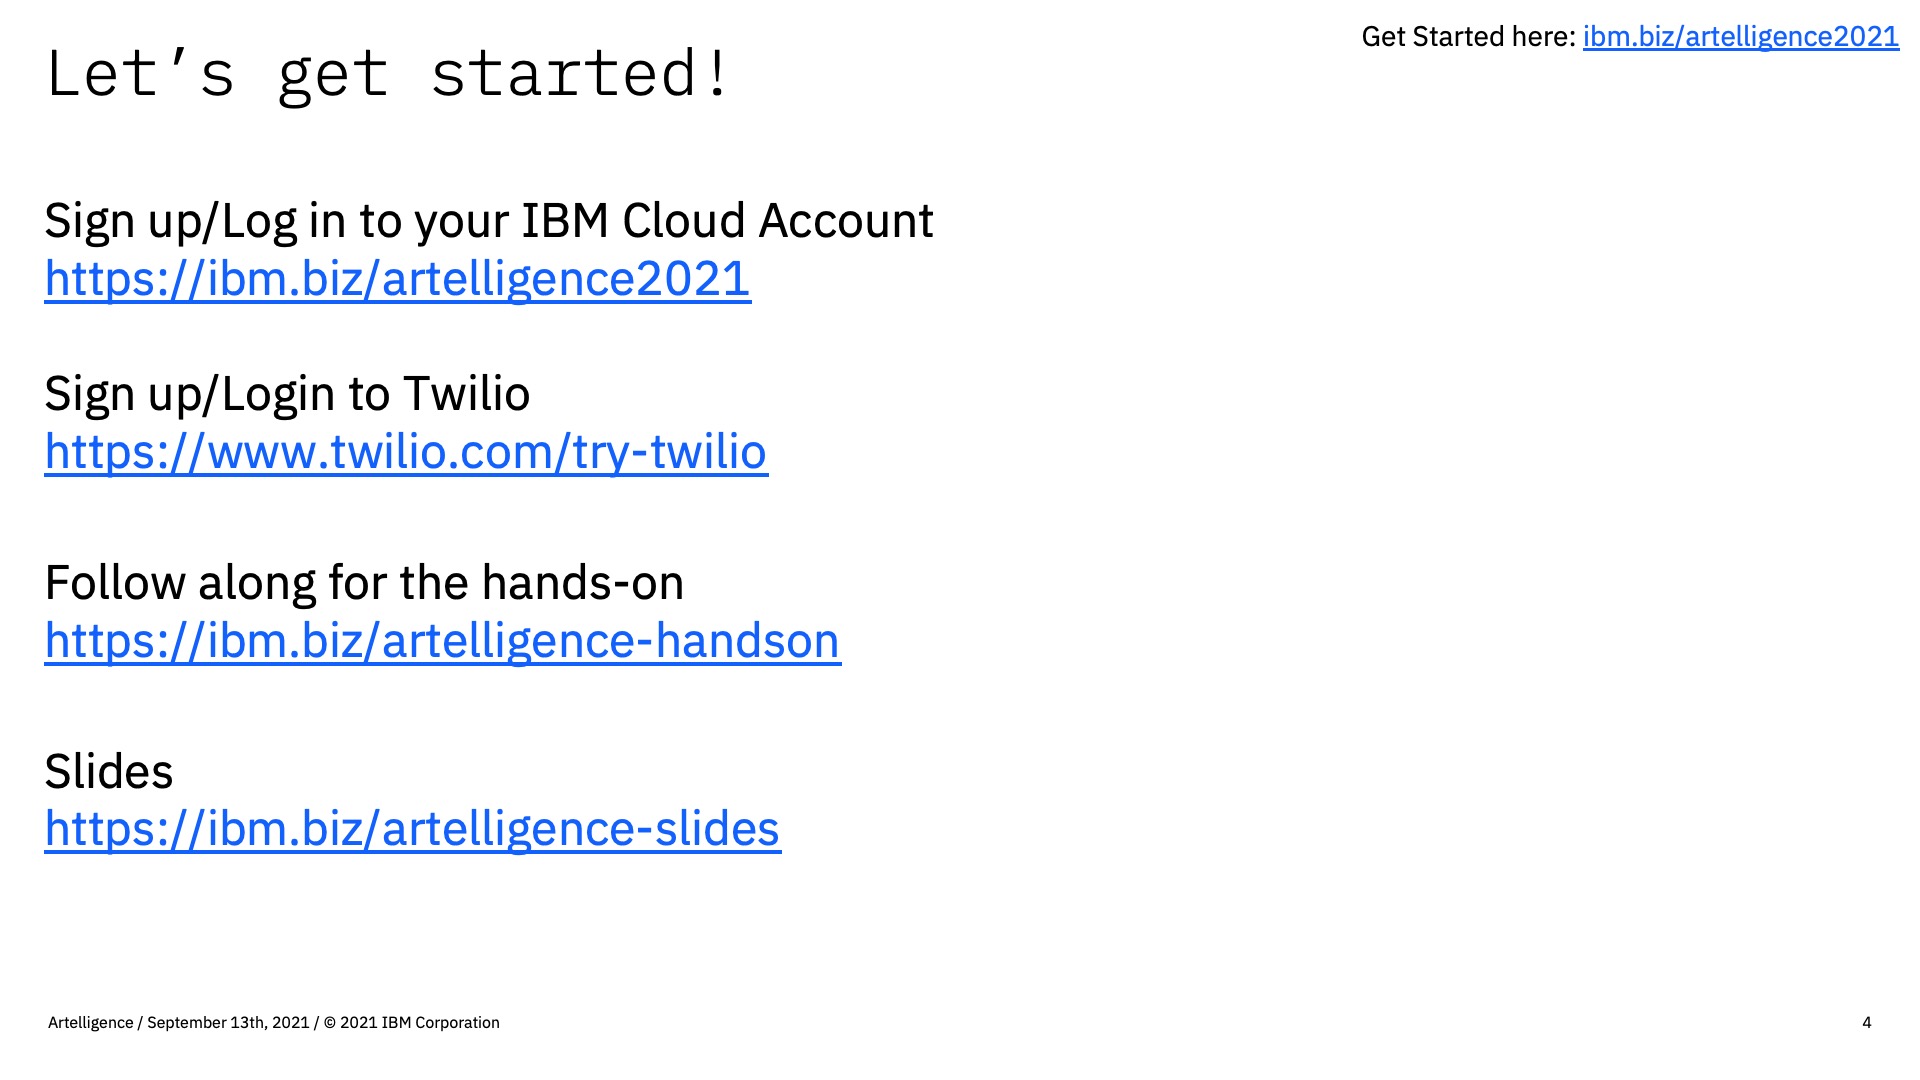 Get Started here: ibm.biz/artelligence2021
Let’s get started!
Sign up/Log in to your IBM Cloud Account
https://ibm.biz/artelligence2021
Sign up/Login to Twilio
https://www.twilio.com/try-twilio
Follow along for the hands-on
https://ibm.biz/artelligence-handson
Slides
https://ibm.biz/artelligence-slides
Artelligence / September 13th, 2021 / © 2021 IBM Corporation
4